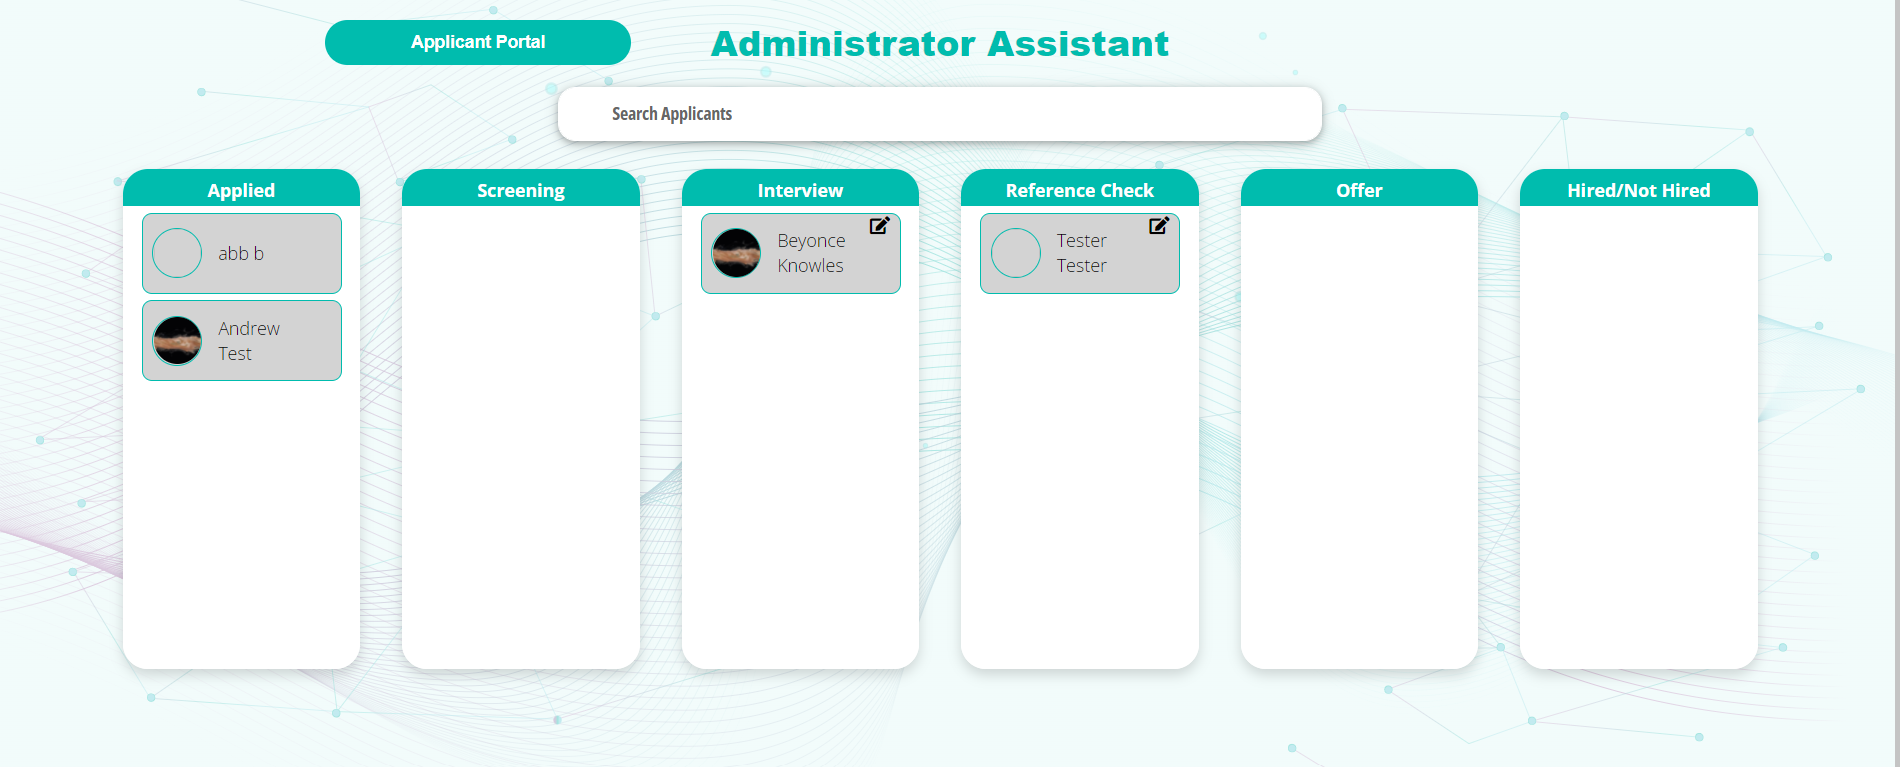 Applicant Portal
Administrator Assistant
Search Applicants
Applied
abb b
Andrew
Test
Screening
Interview
Beyonce
Knowles
Reference Check
Tester
Tester
Offer
Hired/Not Hired